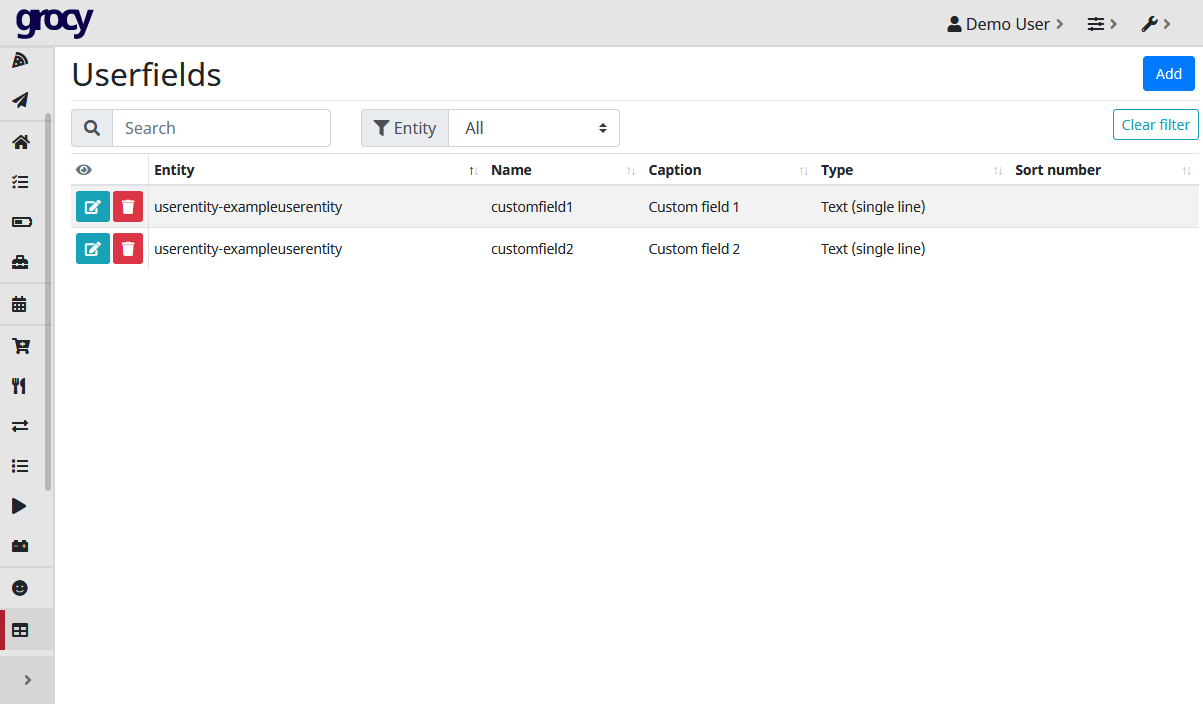 grocy
Demo User
Userfields
Add
Search
Entity
All
Clear filter
Entity Name Caption Type Sort number
userentity-exampleuserentity customfield1 Custom field 1 Text (single line)
userentity-exampleuserentity customfield2 Custom field 2 Text (single line)